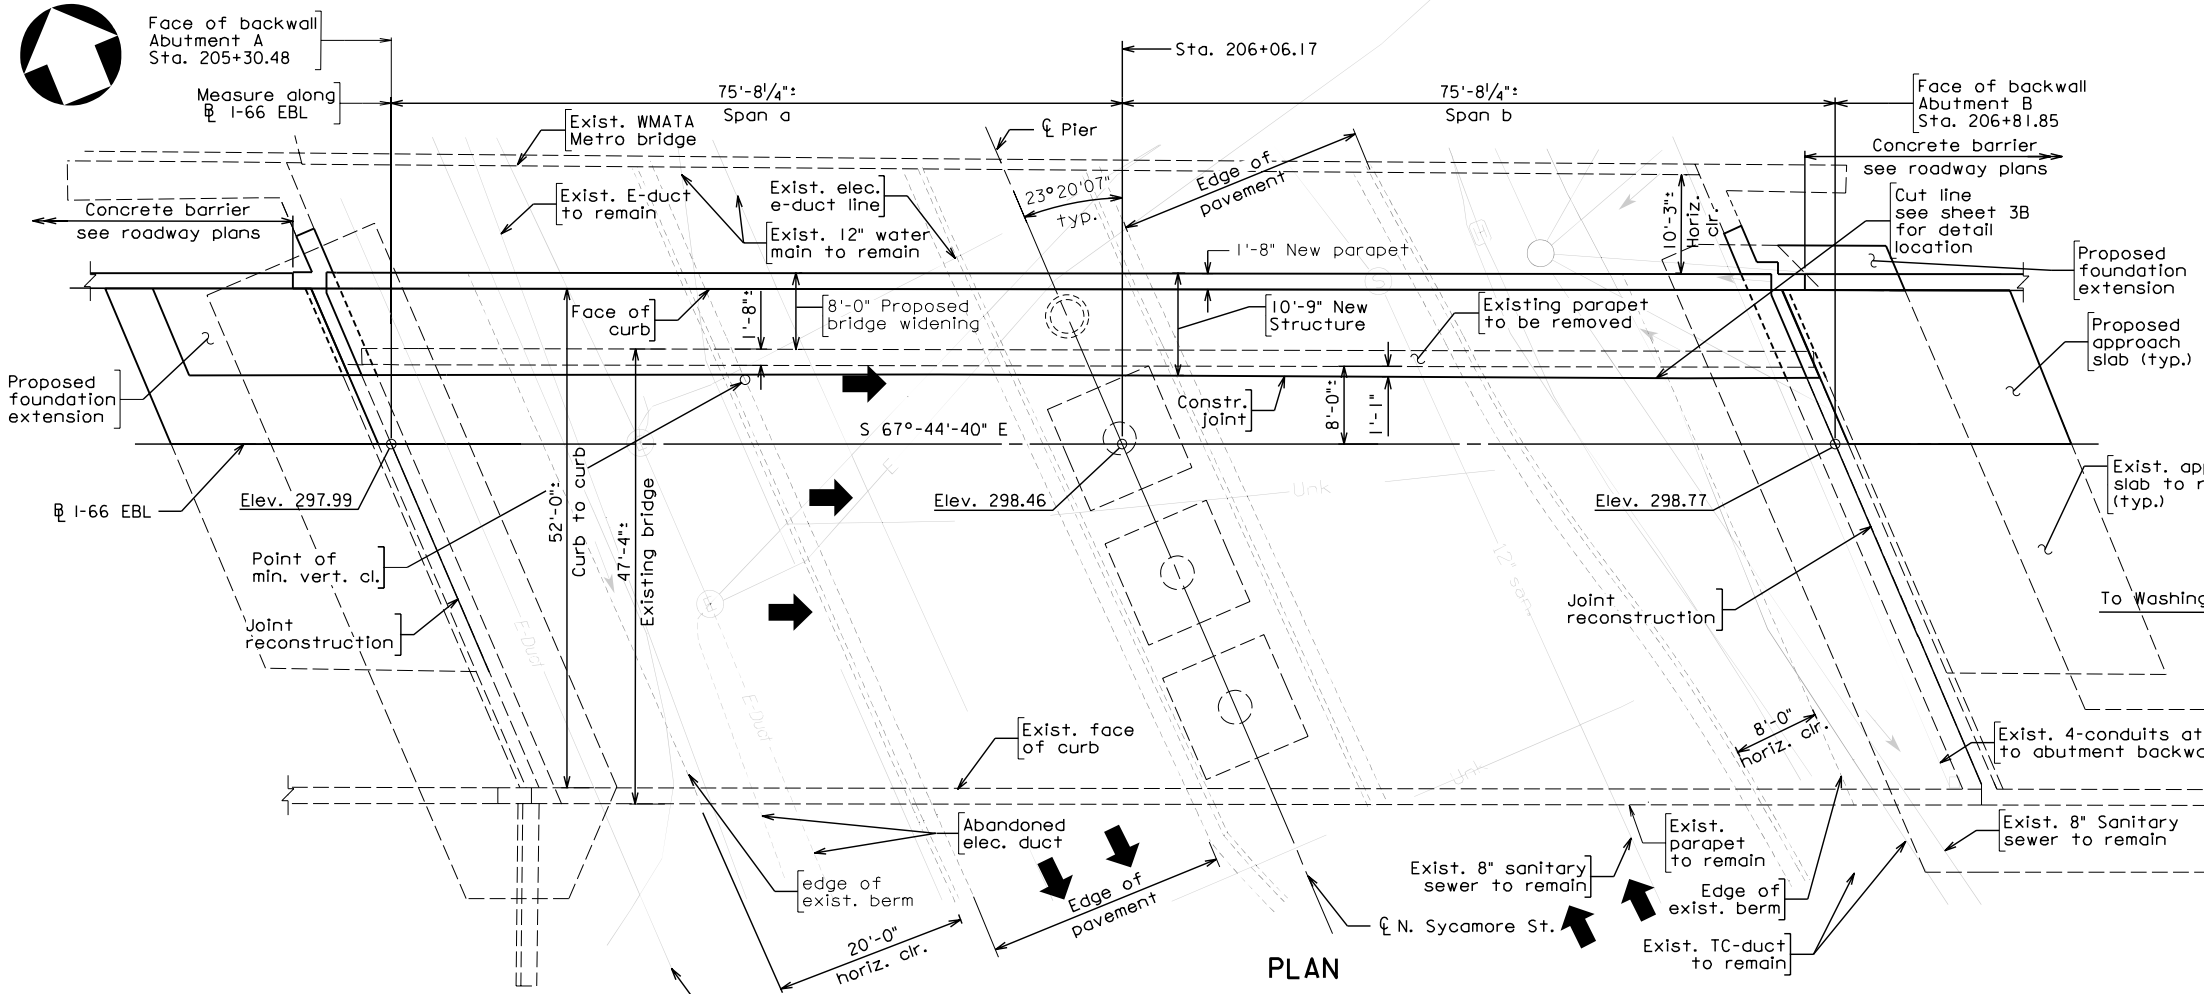 Face of backwall
Abutment A
Sta. 205+30.48
Measure along
℄ I-66 EBL
75'-8¼"±
Span a
Sta. 206+06.17
75'-8¼"±
Span b
Face of backwall
Abutment B
Sta. 206+81.85
Concrete barrier
see roadway plans
Exist. WMATA
Metro bridge
℄ Pier
Edge of
pavement
23°20'07"
typ.
Exist. E-duct
to remain
Exist. elec.
e-duct line
Exist. 12" water
main to remain
10'-3"±
Horiz.
clr.
Cut line
see sheet 3B
for detail
location
Concrete barrier
see roadway plans
1'-8" New parapet
Proposed
foundation
extension
Face of
curb
1'-8"±
8'-0" Proposed
bridge widening
10'-9" New
Structure
Existing parapet
to be removed
Proposed
approach
slab (typ.)
Proposed
foundation
extension
Constr.
joint
8'-0"±
1'-1"
S 67°-44'-40" E
℄ I-66 EBL
Elev. 297.99
Elev. 298.46
Elev. 298.77
Exist.
slab to
(typ.)
E
Unk
52'-0"±
Curb to curb
47'-4"±
Existing bridge
Point of
min. vert. cl.
12" san.
Joint
reconstruction
Joint
reconstruction
To
E-Duct
E-Duct
Unk
8'-0"
horiz. clr.
Exist. face
of curb
Exist. 4-conduits at
to abutment
Abandoned
elec. duct
Exist.
parapet
to remain
Exist. 8" Sanitary
sewer to remain
edge of
exist. berm
Edge of
pavement
Exist. 8" sanitary
sewer to remain
Edge of
exist. berm
20'-0"
horiz. clr.
℄ N. Sycamore St.
Exist. TC-duct
to remain
PLAN